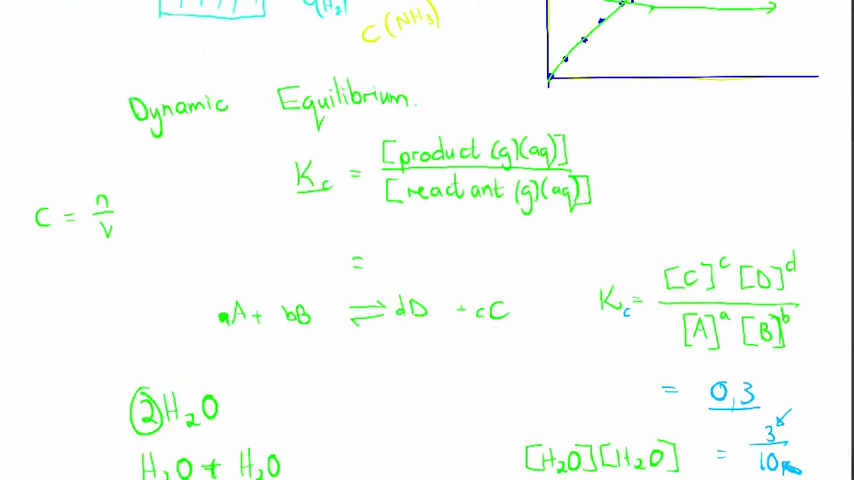 (H₂)
C (NH₃)
Dynamic Equilibrium.
Kc = [product (g)(aq)] / [reactant (g)(aq)]
C = n/v
=
aA + bB ⇌ dD + cC
Kc = [C]ᶜ [D]ᵈ / [A]ᵃ [B]ᵇ
= 0,3
2H₂O
= 3/10
H₂O + H₂O
[H₂O][H₂O]